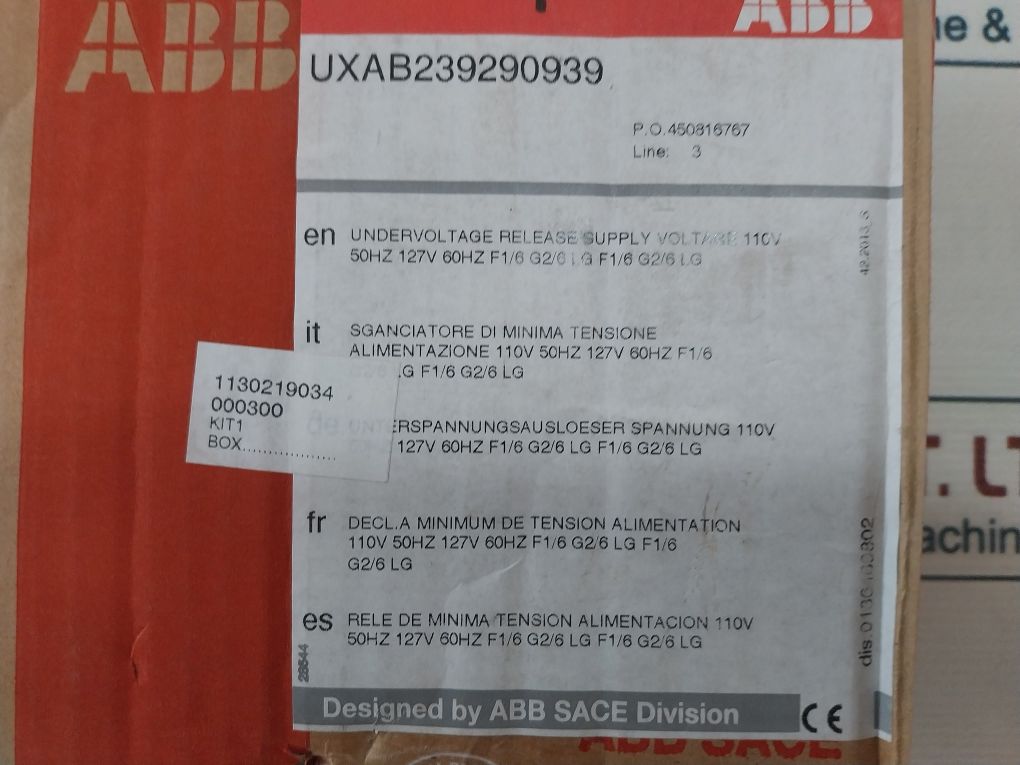 ABB
ABB
UXAB239290939
P.O.450816767
Line: 3
en UNDERVOLTAGE RELEASE SUPPLY VOLTAGE 110V
50HZ 127V 60HZ F1/6 G2/6 LG F1/6 G2/6 LG
42.2013_S
it SGANCIATORE DI MINIMA TENSIONE
ALIMENTAZIONE 110V 50HZ 127V 60HZ F1/6
G2/6 LG F1/6 G2/6 LG
1130219034
000300
KIT1
BOX...................
de UNTERSPANNUNGSAUSLOESER SPANNUNG 110V
127V 60HZ F1/6 G2/6 LG F1/6 G2/6 LG
fr DECL.A MINIMUM DE TENSION ALIMENTATION
110V 50HZ 127V 60HZ F1/6 G2/6 LG F1/6
G2/6 LG
es RELE DE MINIMA TENSION ALIMENTACION 110V
50HZ 127V 60HZ F1/6 G2/6 LG F1/6 G2/6 LG
28644
Designed by ABB SACE Division
CE
ABB SACE
&